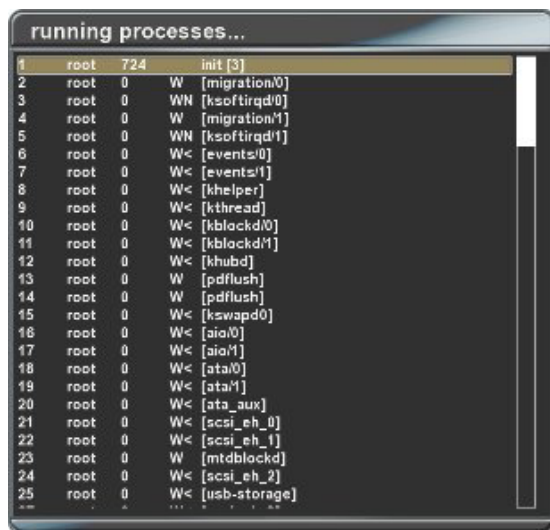 running processes...
1 root 724 init [3]
2 root 0 W [migration/0]
3 root 0 WN [ksoftirqd/0]
4 root 0 W [migration/1]
5 root 0 WN [ksoftirqd/1]
6 root 0 W< [events/0]
7 root 0 W< [events/1]
8 root 0 W< [khelper]
9 root 0 W< [kthread]
10 root 0 W< [kblockd/0]
11 root 0 W< [kblockd/1]
12 root 0 W< [khubd]
13 root 0 W [pdflush]
14 root 0 W [pdflush]
15 root 0 W< [kswapd0]
16 root 0 W< [aio/0]
17 root 0 W< [aio/1]
18 root 0 W< [ata/0]
19 root 0 W< [ata/1]
20 root 0 W< [ata_aux]
21 root 0 W< [scsi_eh_0]
22 root 0 W< [scsi_eh_1]
23 root 0 W [mtdblockd]
24 root 0 W< [scsi_eh_2]
25 root 0 W< [usb-storage]